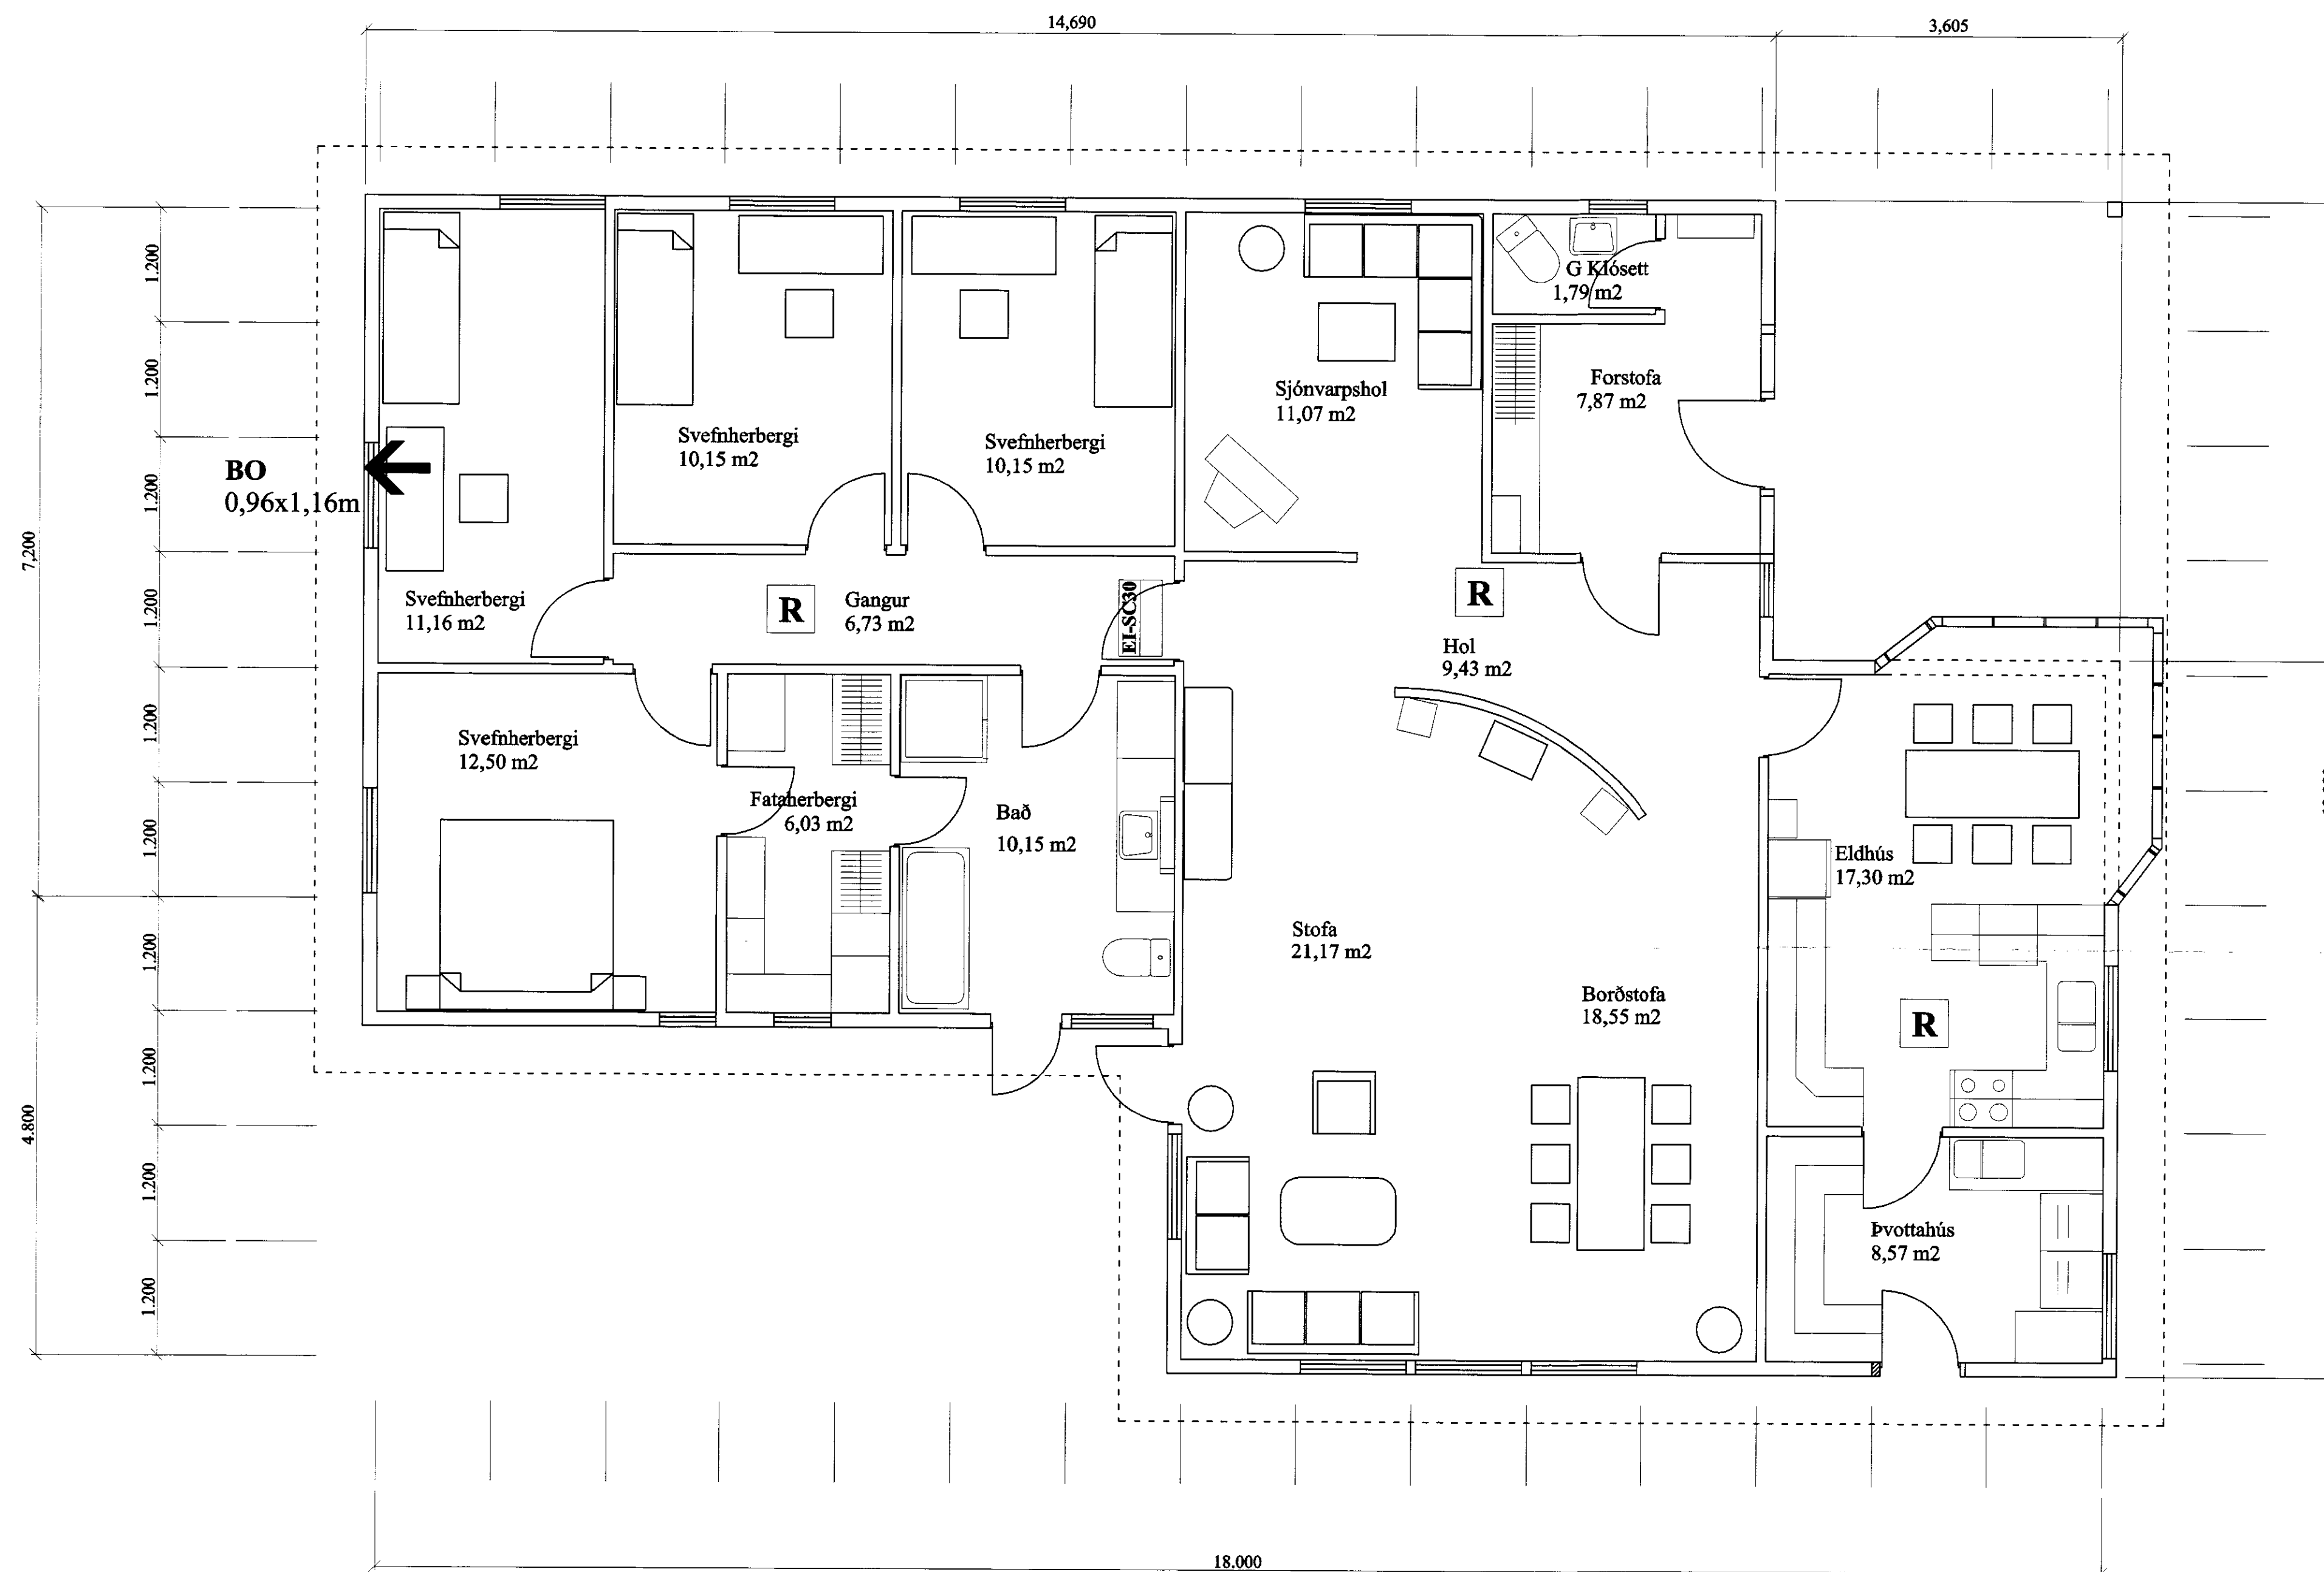 14,690
3,605
1.200
1.200
1.200
1.200
1.200
1.200
1.200
1.200
1.200
1.200
7,200
4.800
BO
0,96x1,16m
Svefnherbergi
11,16 m2
Svefnherbergi
10,15 m2
Svefnherbergi
10,15 m2
Sjónvarpshol
11,07 m2
G Klósett
1,79 m2
Forstofa
7,87 m2
R
Gangur
6,73 m2
EI-SC30
R
Hol
9,43 m2
Svefnherbergi
12,50 m2
Fataherbergi
6,03 m2
Bað
10,15 m2
Eldhús
17,30 m2
Stofa
21,17 m2
Borðstofa
18,55 m2
R
Þvottahús
8,57 m2
18.000